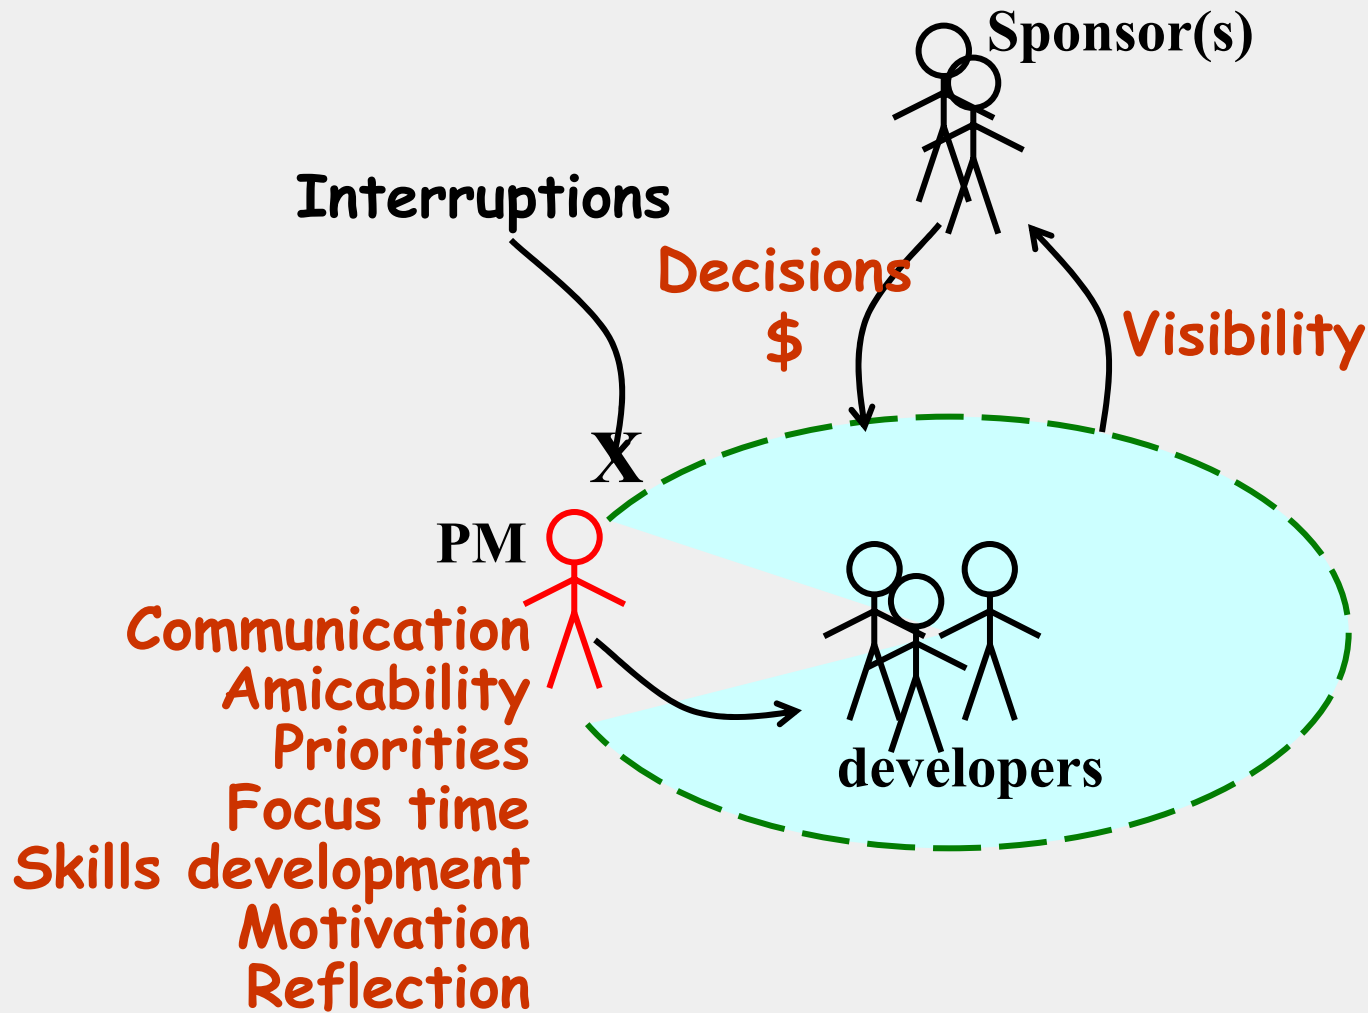 Sponsor(s)
Interruptions
Decisions
$
Visibility
X
PM
Communication
Amicability
Priorities
Focus time
Skills development
Motivation
Reflection
developers